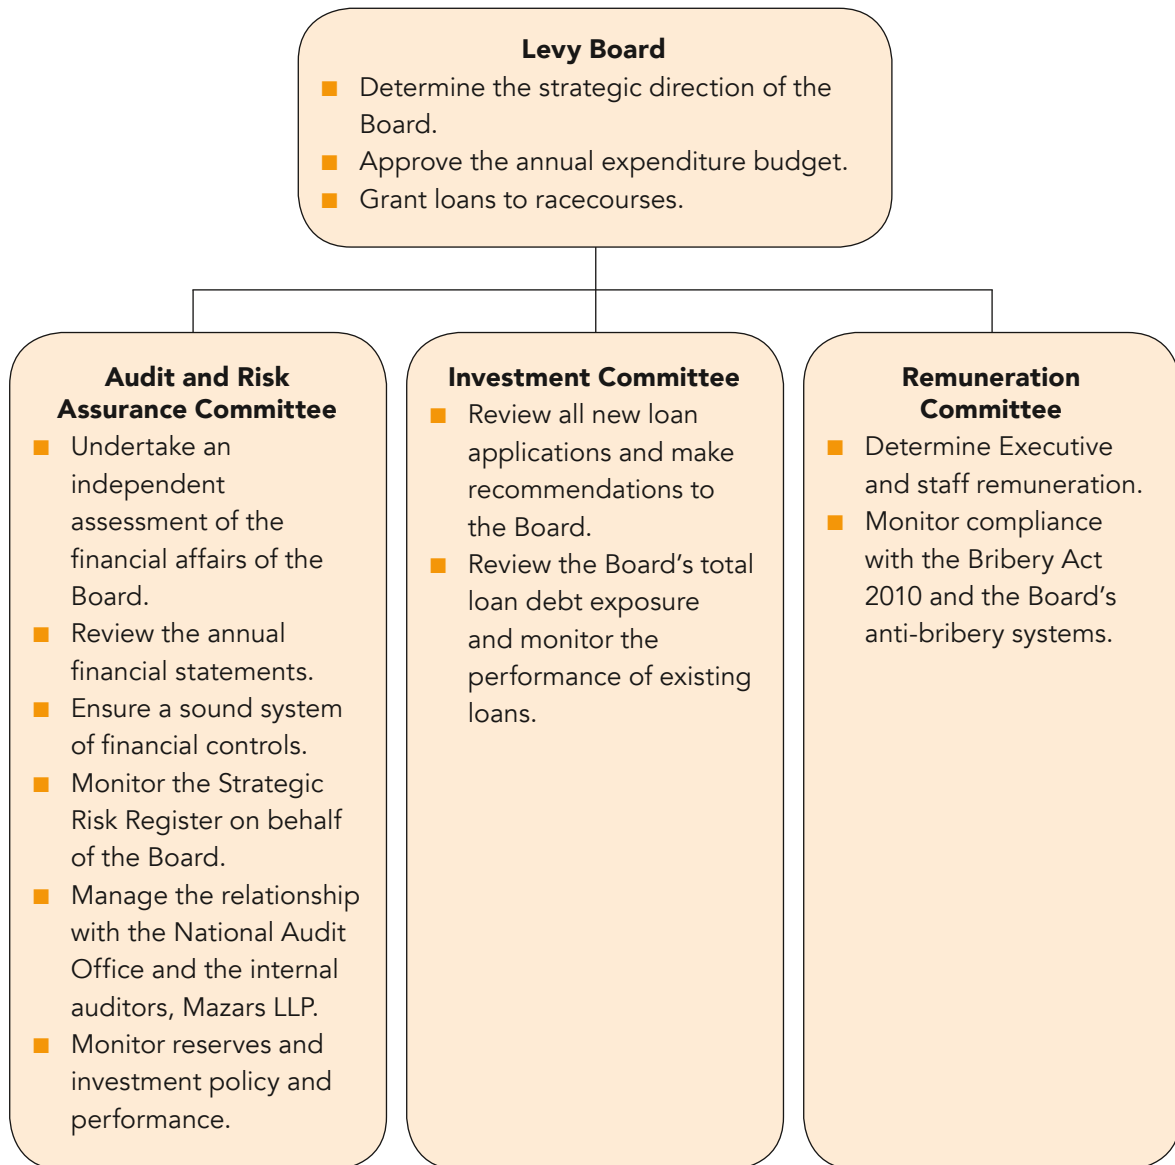 Levy Board
■ Determine the strategic direction of the
Board.
■ Approve the annual expenditure budget.
■ Grant loans to racecourses.
Audit and Risk
Assurance Committee
■ Undertake an
independent
assessment of the
financial affairs of the
Board.
■ Review the annual
financial statements.
■ Ensure a sound system
of financial controls.
■ Monitor the Strategic
Risk Register on behalf
of the Board.
■ Manage the relationship
with the National Audit
Office and the internal
auditors, Mazars LLP.
■ Monitor reserves and
investment policy and
performance.
Investment Committee
■ Review all new loan
applications and make
recommendations to
the Board.
■ Review the Board’s total
loan debt exposure
and monitor the
performance of existing
loans.
Remuneration
Committee
■ Determine Executive
and staff remuneration.
■ Monitor compliance
with the Bribery Act
2010 and the Board’s
anti-bribery systems.